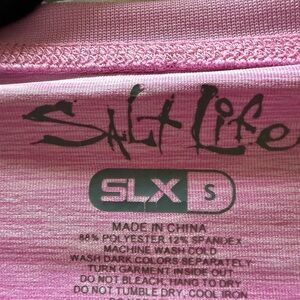 Salt Life
SLX S
MADE IN CHINA
88% POLYESTER 12% SPANDEX
MACHINE WASH COLD
WASH DARK COLORS SEPARATELY
TURN GARMENT INSIDE OUT
DO NOT BLEACH, HANG TO DRY
DO NOT TUMBLE DRY, COOL IRON